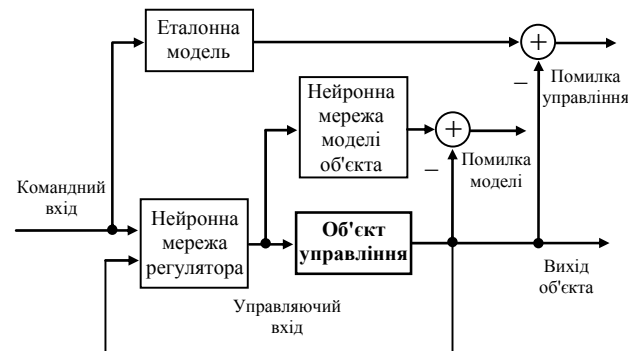 Еталонна
модель
+
Помилка
управління
–
Нейронна
мережа
моделі
об'єкта
+
Помилка
моделі
–
Командний
вхід
Нейронна
мережа
регулятора
Об'єкт
управління
Вихід
об'єкта
Управляючий
вхід